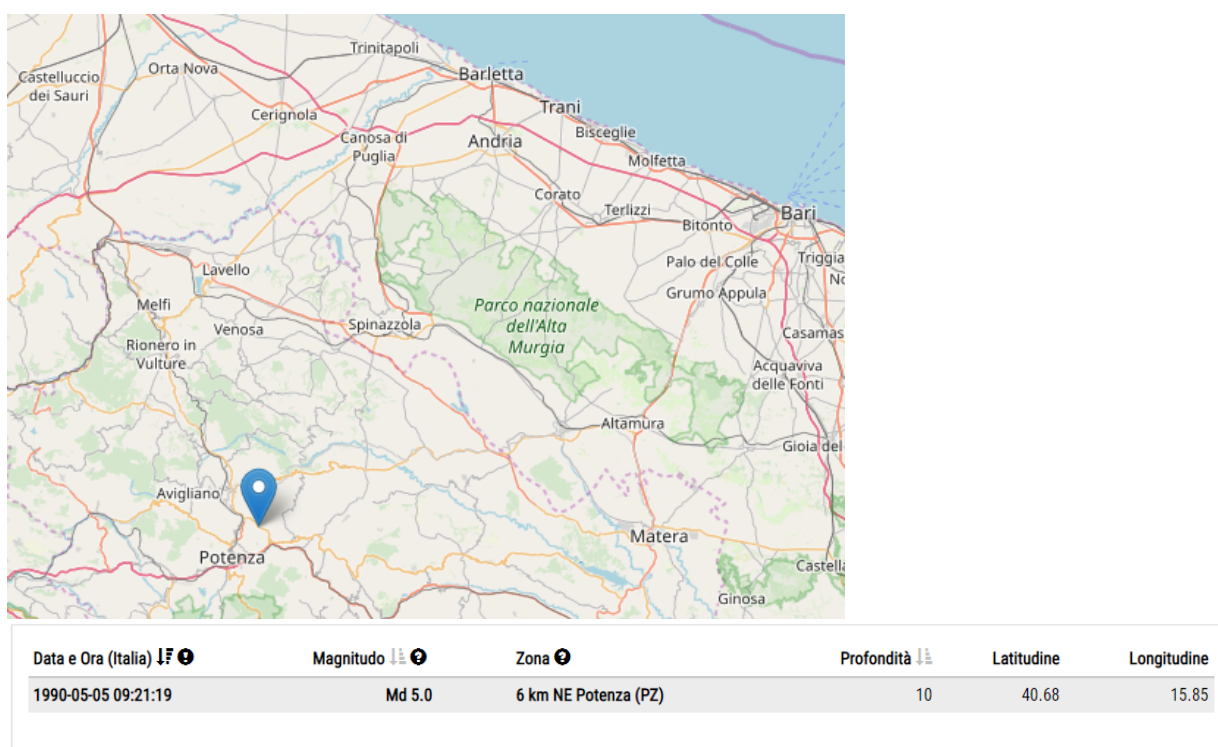 Trinitapoli
Castelluccio
dei Sauri
Orta Nova
Barletta
Cerignola
Trani
Canosa di
Puglia
Andria
Bisceglie
Molfetta
Corato
Terlizzi
Bitonto
Bari
Lavello
Palo del Colle
Triggia
No
Melfi
Parco nazionale
dell'Alta
Murgia
Grumo Appula
Venosa
Spinazzola
Casamas
Rionero in
Vulture
Acquaviva
delle Fonti
Altamura
Gioia del
Avigliano
Potenza
Matera
Castella
Ginosa
Data e Ora (Italia) Magnitudo Zona Profondità Latitudine Longitudine
1990-05-05 09:21:19 Md 5.0 6 km NE Potenza (PZ) 10 40.68 15.85